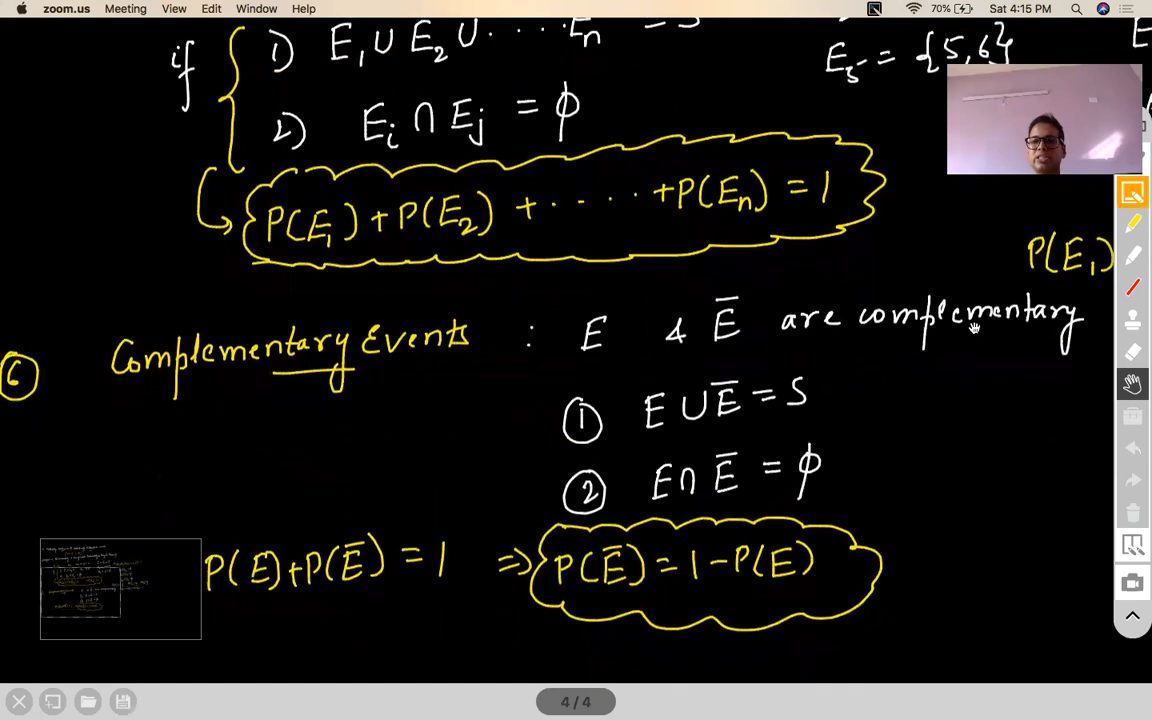 zoom.us Meeting View Edit Window Help 70% Sat 4:15 PM
if
1) E₁ ∪ E₂ ∪ ⋯ Eₙ = S
E₅ = {5,6}
2) Eᵢ ∩ Eⱼ = ϕ
P(E₁) + P(E₂) + ⋯ + P(Eₙ) = 1
P(E₁)
6 Complementary Events : E & E̅ are complementary
① E ∪ E̅ = S
② E ∩ E̅ = ϕ
P(E) + P(E̅) = 1 ⇒ P(E̅) = 1 − P(E)
4 / 4